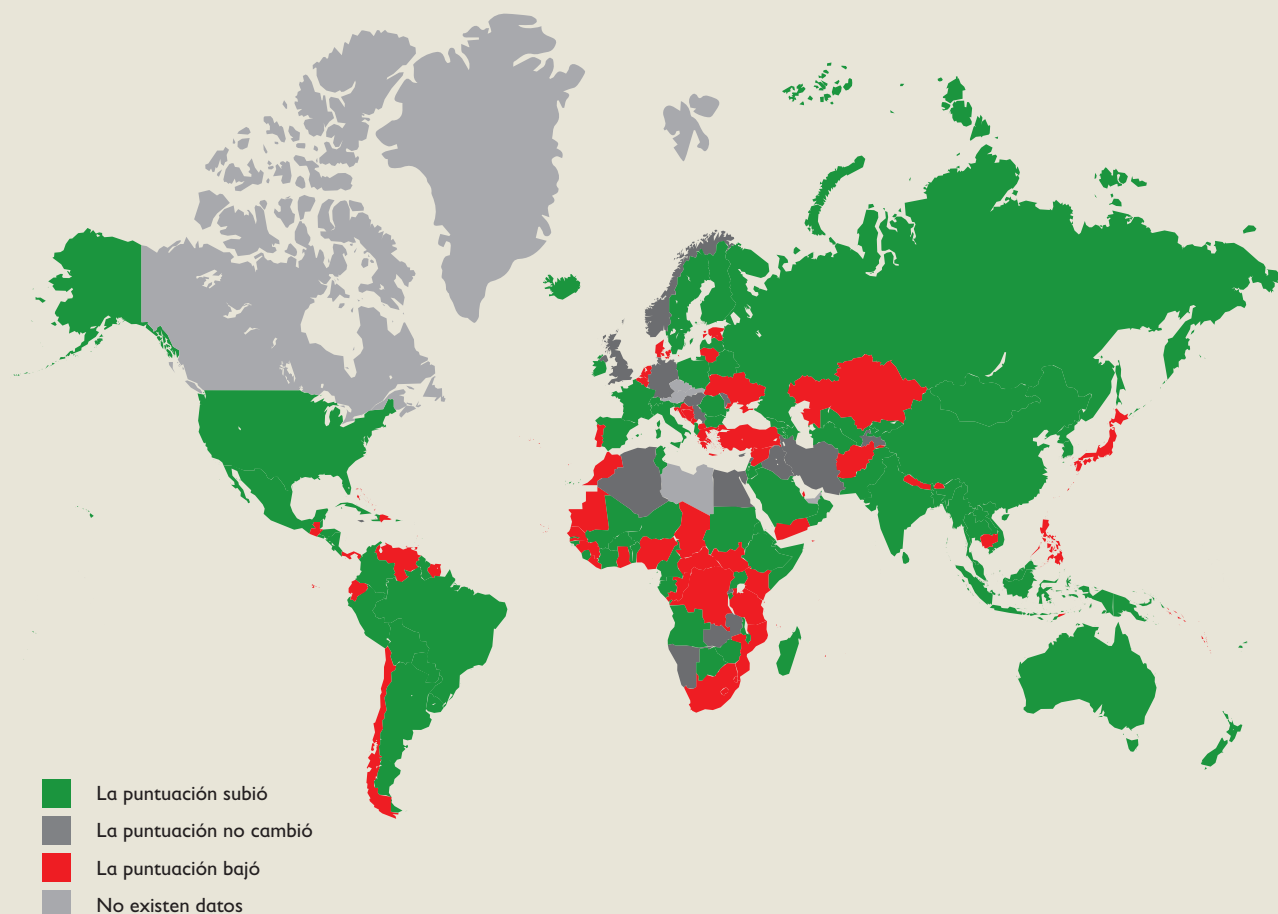 La puntuación subió
La puntuación no cambió
La puntuación bajó
No existen datos